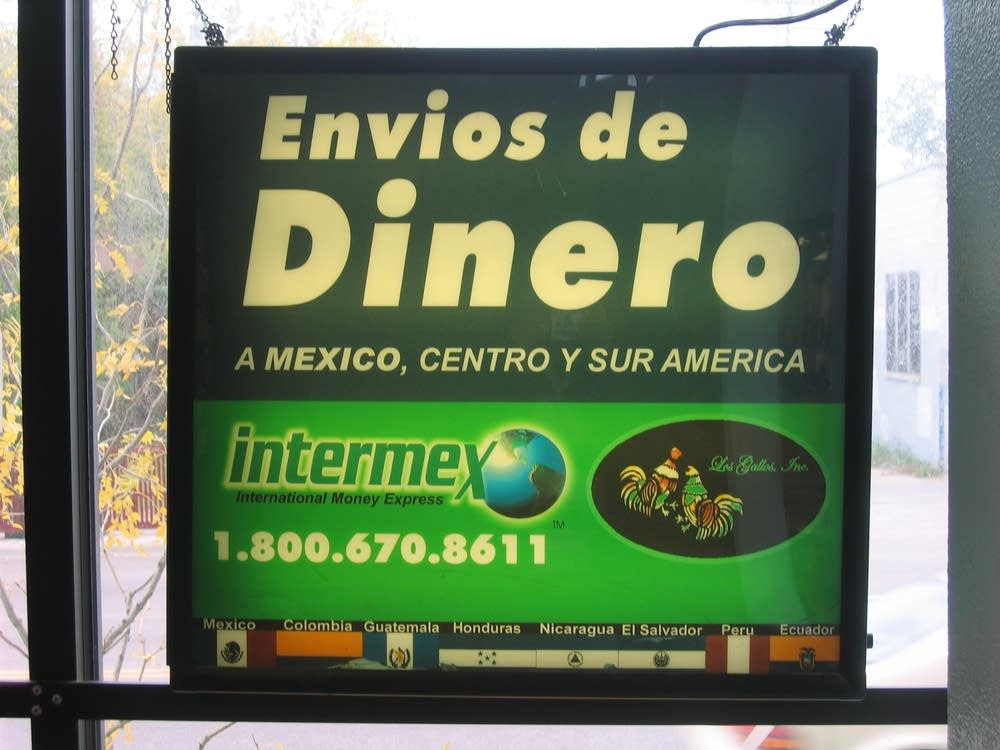 Envios de
Dinero
A MEXICO, CENTRO Y SUR AMERICA
intermex
International Money Express
TM
1.800.670.8611
Los Gallos, Inc.
Mexico Colombia Guatemala Honduras Nicaragua El Salvador Peru Ecuador